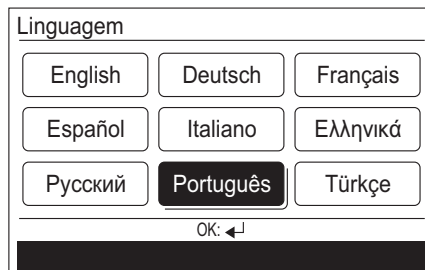 Linguagem
English Deutsch Français
Español Italiano Ελληνικά
Русский Português Türkçe
OK: